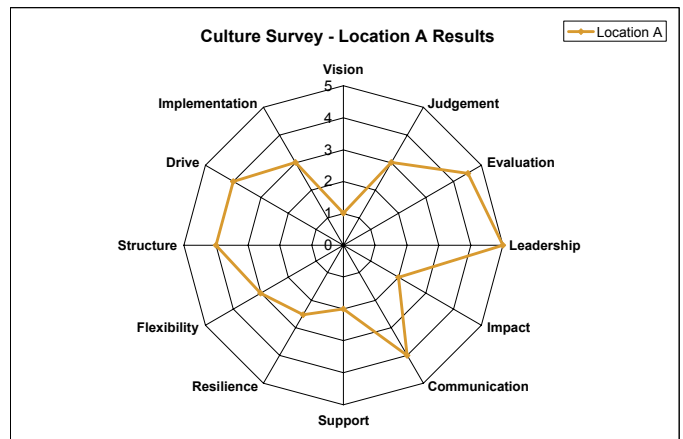 Culture Survey - Location A Results
Location A
Vision
Implementation
Judgement
Drive
Evaluation
Structure
Leadership
Flexibility
Impact
Resilience
Communication
Support
5
4
3
2
1
0